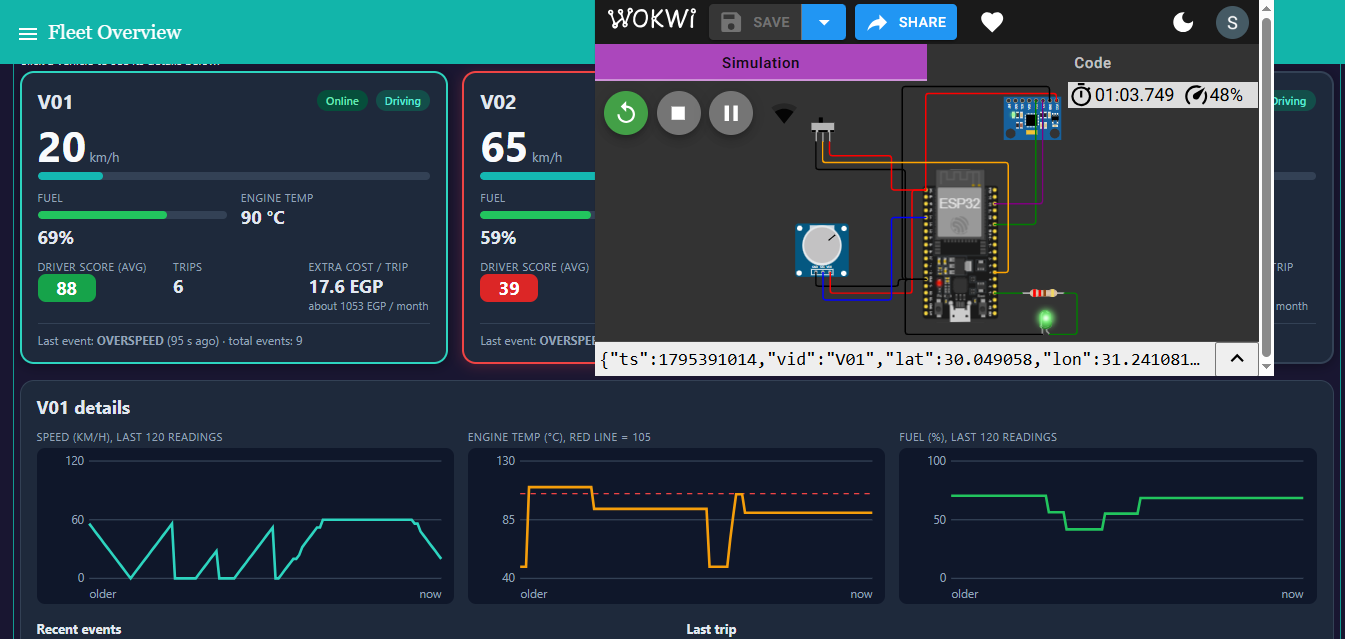 Fleet Overview
WOKWI
SAVE
SHARE
S
Simulation
Code
01:03.749
48%
ESP32
{"ts":1795391014,"vid":"V01","lat":30.049058,"lon":31.241081...
V01
Online
Driving
20 km/h
FUEL
69%
ENGINE TEMP
90 °C
DRIVER SCORE (AVG)
88
TRIPS
6
EXTRA COST / TRIP
17.6 EGP
about 1053 EGP / month
Last event: OVERSPEED (95 s ago) · total events: 9
V02
65 km/h
FUEL
59%
DRIVER SCORE (AVG)
39
Last event: OVERSPEE
Driving
TRIP
month
V01 details
SPEED (KM/H), LAST 120 READINGS
120
60
0
older
now
ENGINE TEMP (°C), RED LINE = 105
130
85
40
older
now
FUEL (%), LAST 120 READINGS
100
50
0
older
now
Recent events
Last trip